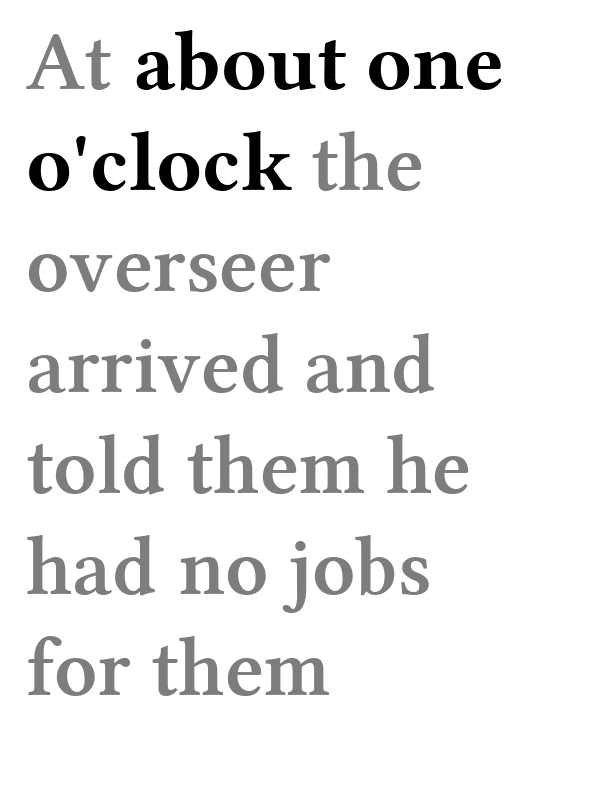 At about one
o'clock the
overseer
arrived and
told them he
had no jobs
for them